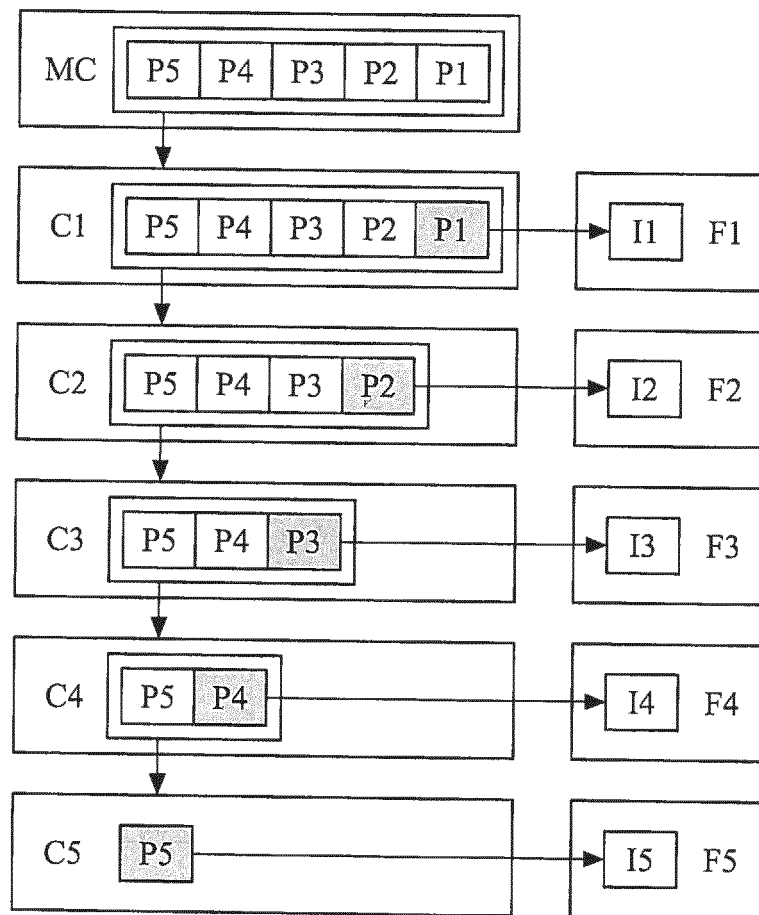 MC P5 P4 P3 P2 P1
C1 P5 P4 P3 P2 P1 I1 F1
C2 P5 P4 P3 P2 I2 F2
C3 P5 P4 P3 I3 F3
C4 P5 P4 I4 F4
C5 P5 I5 F5